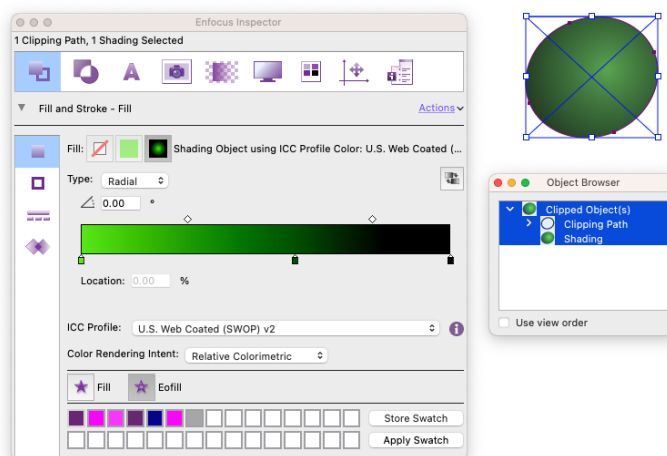 Enfocus Inspector
1 Clipping Path, 1 Shading Selected
A
Fill and Stroke - Fill
Actions
Fill:
Shading Object using ICC Profile Color: U.S. Web Coated (...
Type:
Radial
0.00 °
Location: 0.00 %
ICC Profile: U.S. Web Coated (SWOP) v2
Color Rendering Intent: Relative Colorimetric
Fill
Eofill
Store Swatch
Apply Swatch
Object Browser
Clipped Object(s)
Clipping Path
Shading
Use view order